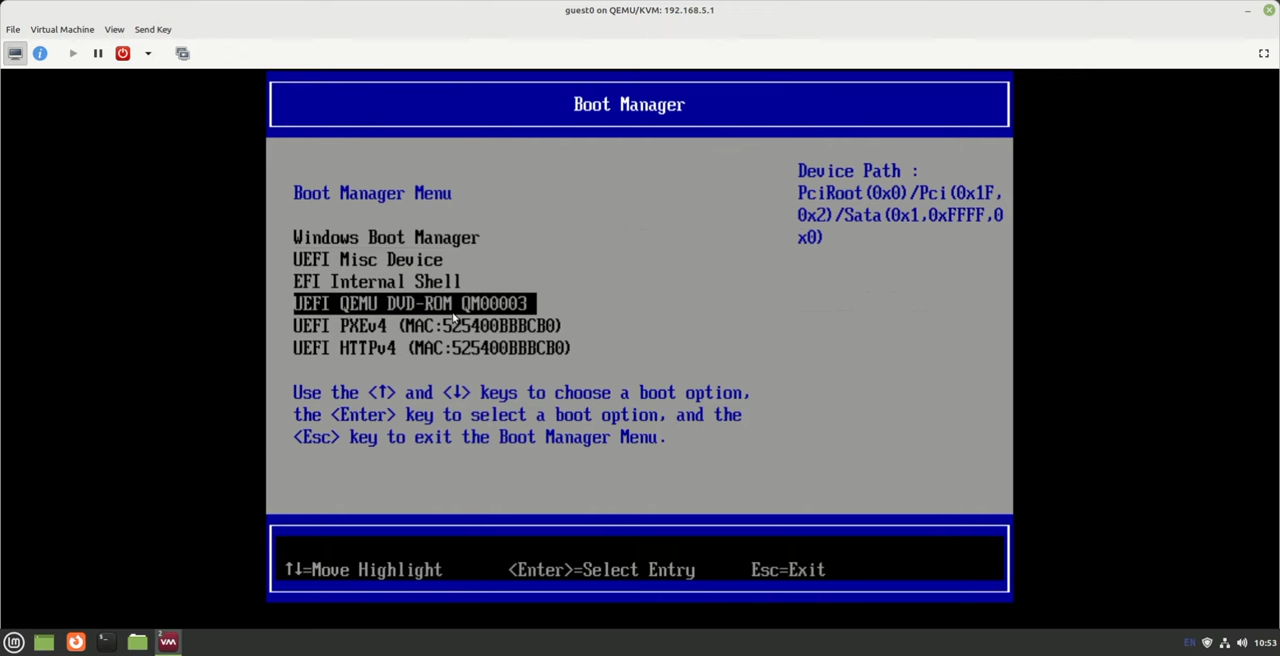 guest0 on QEMU/KVM: 192.168.5.1
File Virtual Machine View Send Key
Boot Manager
Device Path :
PciRoot(0x0)/Pci(0x1F,
0x2)/Sata(0x1,0xFFFF,0
x0)
Boot Manager Menu
Windows Boot Manager
UEFI Misc Device
EFI Internal Shell
UEFI QEMU DVD-ROM QM00003
UEFI PXEv4 (MAC:525400BBBCB0)
UEFI HTTPv4 (MAC:525400BBBCB0)
Use the <↑> and <↓> keys to choose a boot option,
the <Enter> key to select a boot option, and the
<Esc> key to exit the Boot Manager Menu.
↑↓=Move Highlight <Enter>=Select Entry Esc=Exit
2
EN 10:53